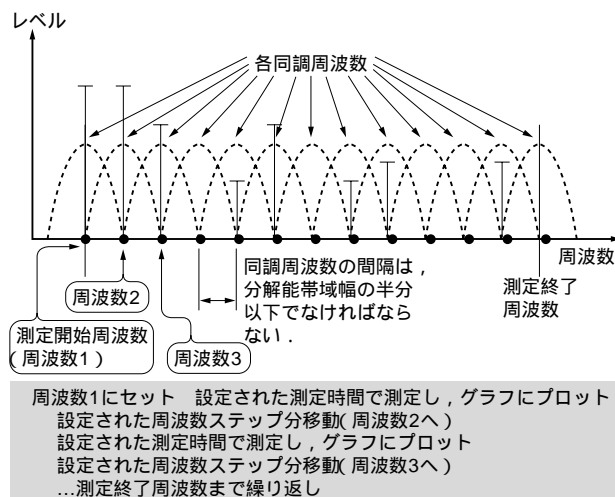 レベル
各同調周波数
周波数
同調周波数の間隔は，
分解能帯域幅の半分
以下でなければなら
ない．
測定終了
周波数
周波数2
測定開始周波数
(周波数1)
周波数3
周波数1にセット　設定された測定時間で測定し，グラフにプロット
設定された周波数ステップ分移動(周波数2へ)
設定された測定時間で測定し，グラフにプロット
設定された周波数ステップ分移動(周波数3へ)
…測定終了周波数まで繰り返し